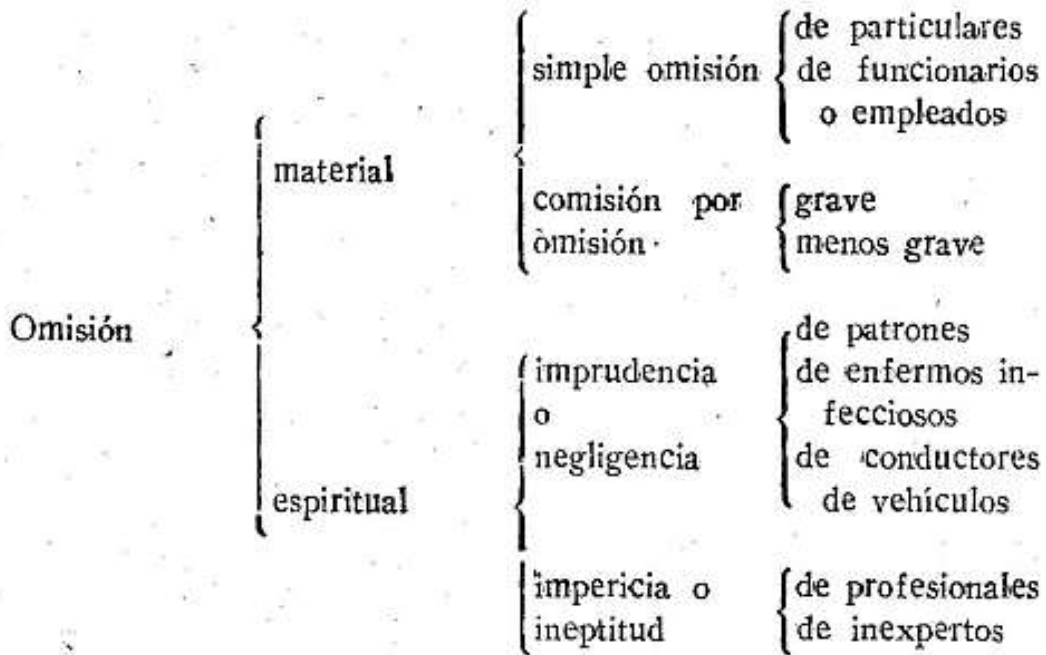 Omisión
material
simple omisión
de particulares
de funcionarios
o empleados
comisión por
omisión
grave
menos grave
espiritual
imprudencia
o
negligencia
de patrones
de enfermos in-
fecciosos
de conductores
de vehículos
impericia o
ineptitud
de profesionales
de inexpertos